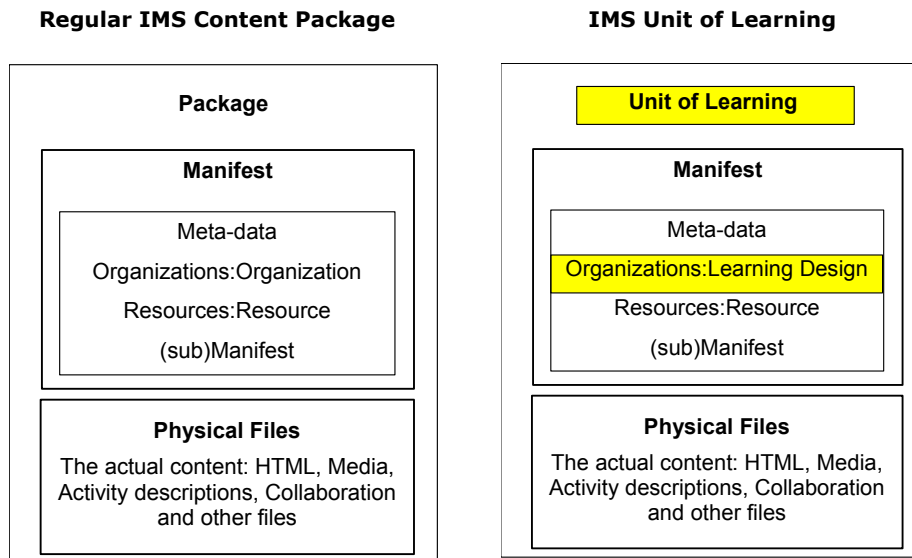 Regular IMS Content Package
Package
Manifest
Meta-data
Organizations:Organization
Resources:Resource
(sub)Manifest
Physical Files
The actual content: HTML, Media,
Activity descriptions, Collaboration
and other files
IMS Unit of Learning
Unit of Learning
Manifest
Meta-data
Organizations:Learning Design
Resources:Resource
(sub)Manifest
Physical Files
The actual content: HTML, Media,
Activity descriptions, Collaboration
and other files